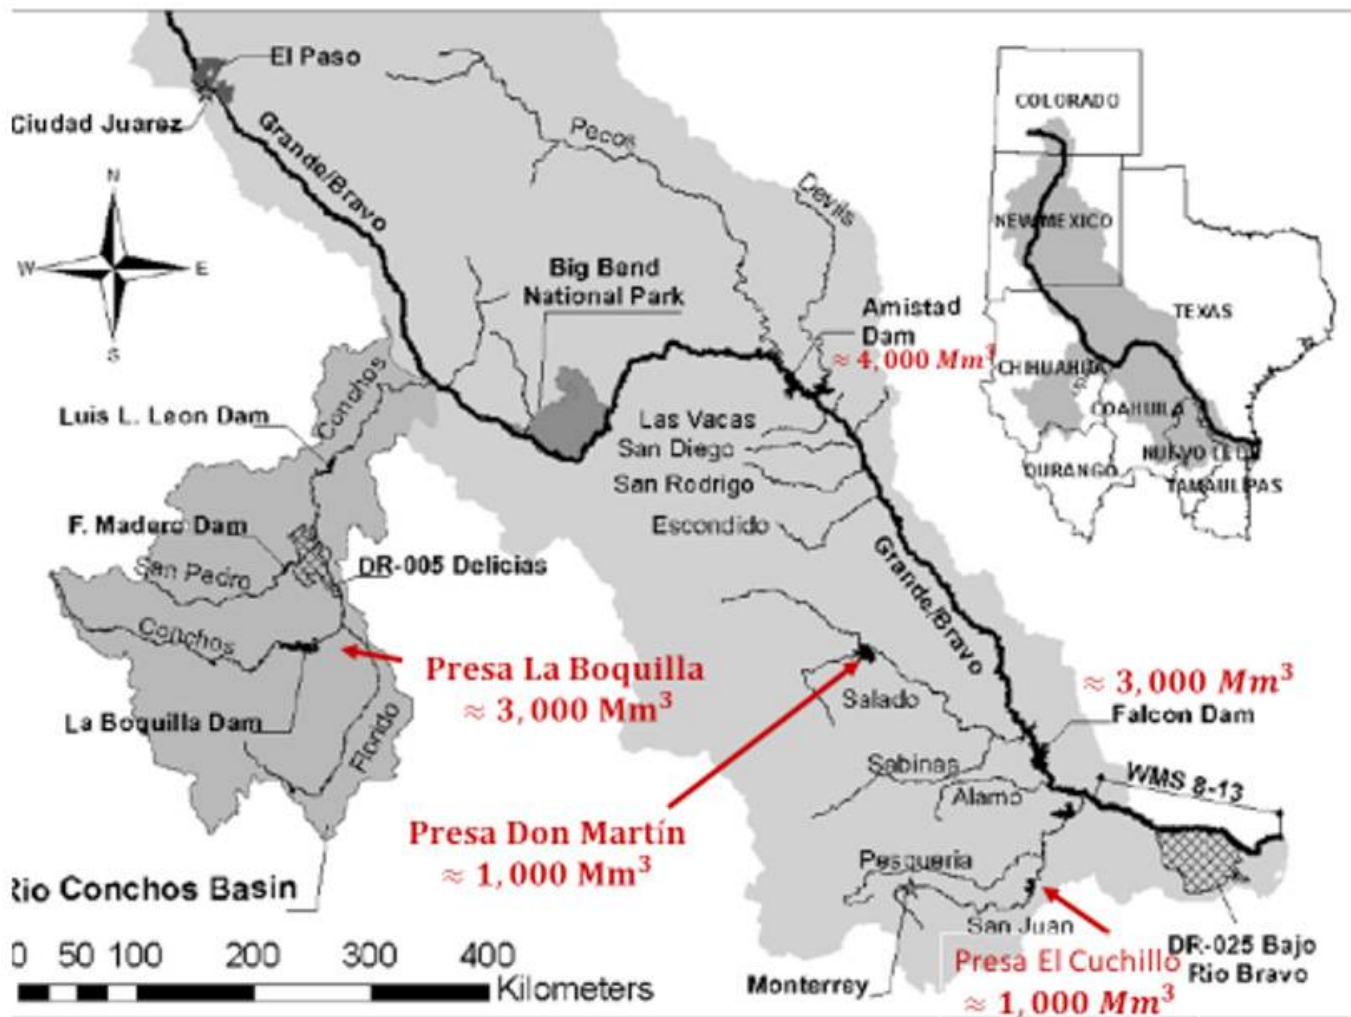 El Paso
Ciudad Juarez
Grande/Bravo
Pecos
Devils
N
W
E
S
Big Bend
National Park
Amistad
Dam
≈ 4,000 Mm³
COLORADO
NEW MEXICO
TEXAS
CHIHUAHUA
COAHUILA
DURANGO
NUEVO LEON
TAMAULIPAS
Conchos
Luis L. Leon Dam
F. Madero Dam
San Pedro
DR-005 Delicias
Conchos
La Boquilla Dam
Florido
Presa La Boquilla
≈ 3,000 Mm³
Las Vacas
San Diego
San Rodrigo
Escondido
Grande/Bravo
Salado
≈ 3,000 Mm³
Falcon Dam
Sabinas
Alamo
WMS 8-13
Presa Don Martín
≈ 1,000 Mm³
Pesqueria
San Juan
Monterrey
Presa El Cuchillo
≈ 1,000 Mm³
DR-025 Bajo
Rio Bravo
Rio Conchos Basin
0 50 100 200 300 400
Kilometers